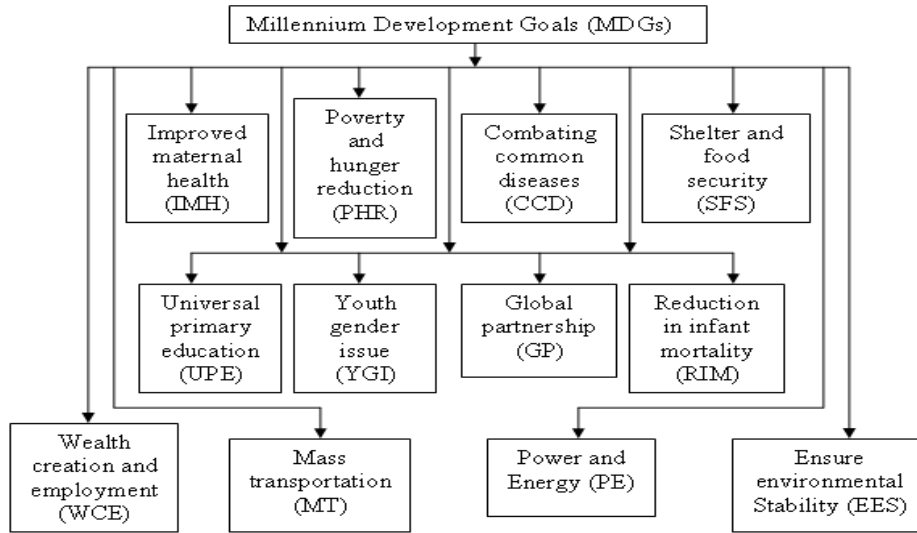 Millennium Development Goals (MDGs)
Improved
maternal
health
(IMH)
Poverty
and
hunger
reduction
(PHR)
Combating
common
diseases
(CCD)
Shelter and
food
security
(SFS)
Universal
primary
education
(UPE)
Youth
gender
issue
(YGI)
Global
partnership
(GP)
Reduction
in infant
mortality
(RIM)
Wealth
creation and
employment
(WCE)
Mass
transportation
(MT)
Power and
Energy (PE)
Ensure
environmental
Stability (EES)